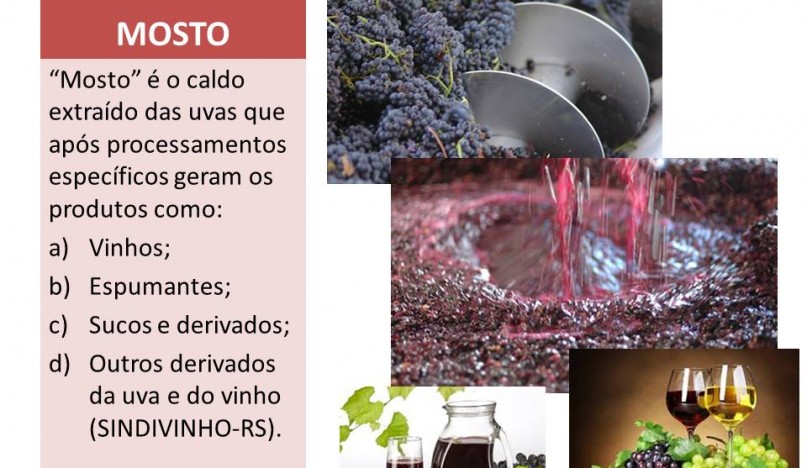 MOSTO
“Mosto” é o caldo
extraído das uvas que
após processamentos
específicos geram os
produtos como:
a) Vinhos;
b) Espumantes;
c) Sucos e derivados;
d) Outros derivados
da uva e do vinho
(SINDIVINHO-RS).